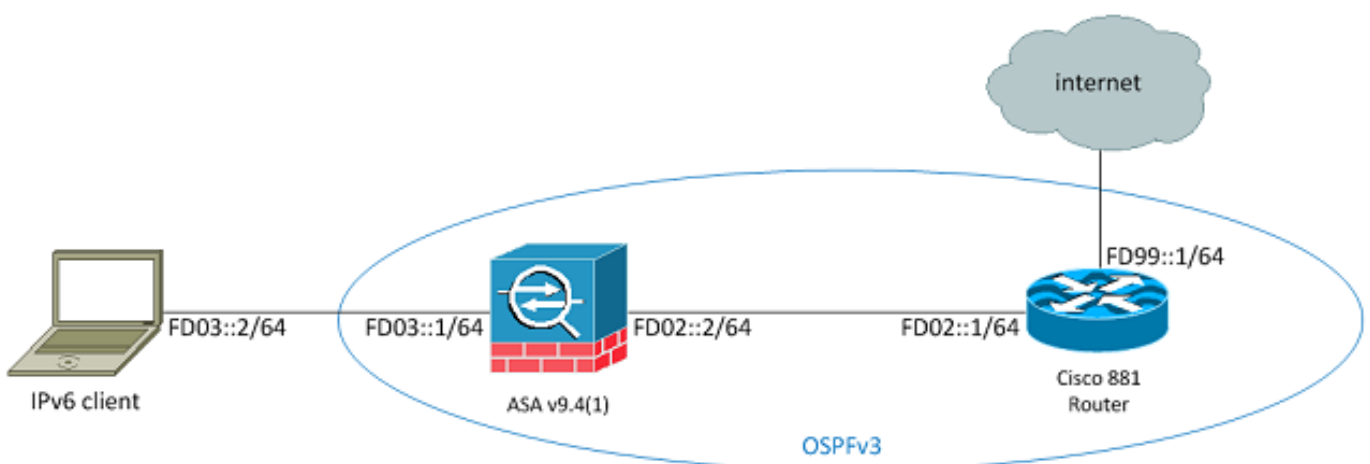 internet
FD99::1/64
FD03::2/64
FD03::1/64
FD02::2/64
FD02::1/64
IPv6 client
ASA v9.4(1)
Cisco 881
Router
OSPFv3